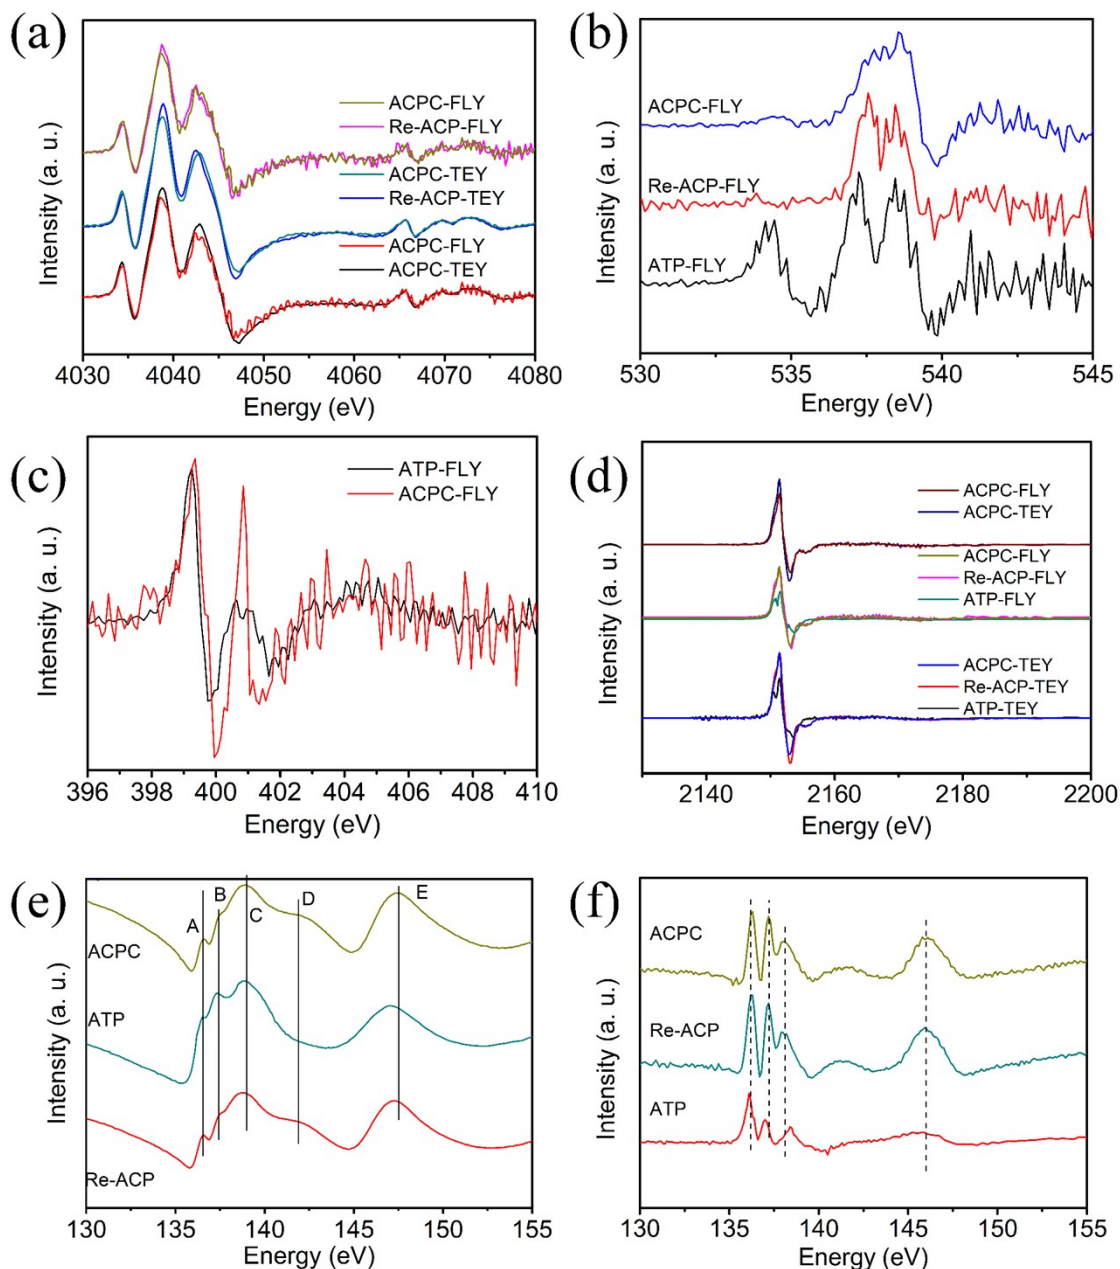 (a)
ACPC-FLY
Re-ACP-FLY
ACPC-TEY
Re-ACP-TEY
ACPC-FLY
ACPC-TEY
Intensity (a. u.)
4030 4040 4050 4060 4070 4080
Energy (eV)
(b)
ACPC-FLY
Re-ACP-FLY
ATP-FLY
Intensity (a. u.)
530 535 540 545
Energy (eV)
(c)
ATP-FLY
ACPC-FLY
Intensity (a. u.)
396 398 400 402 404 406 408 410
Energy (eV)
(d)
ACPC-FLY
ACPC-TEY
ACPC-FLY
Re-ACP-FLY
ATP-FLY
ACPC-TEY
Re-ACP-TEY
ATP-TEY
Intensity (a. u.)
2140 2160 2180 2200
Energy (eV)
(e)
A B C D E
ACPC
ATP
Re-ACP
Intensity (a. u.)
130 135 140 145 150 155
Energy (eV)
(f)
ACPC
Re-ACP
ATP
Intensity (a. u.)
130 135 140 145 150 155
Energy (eV)